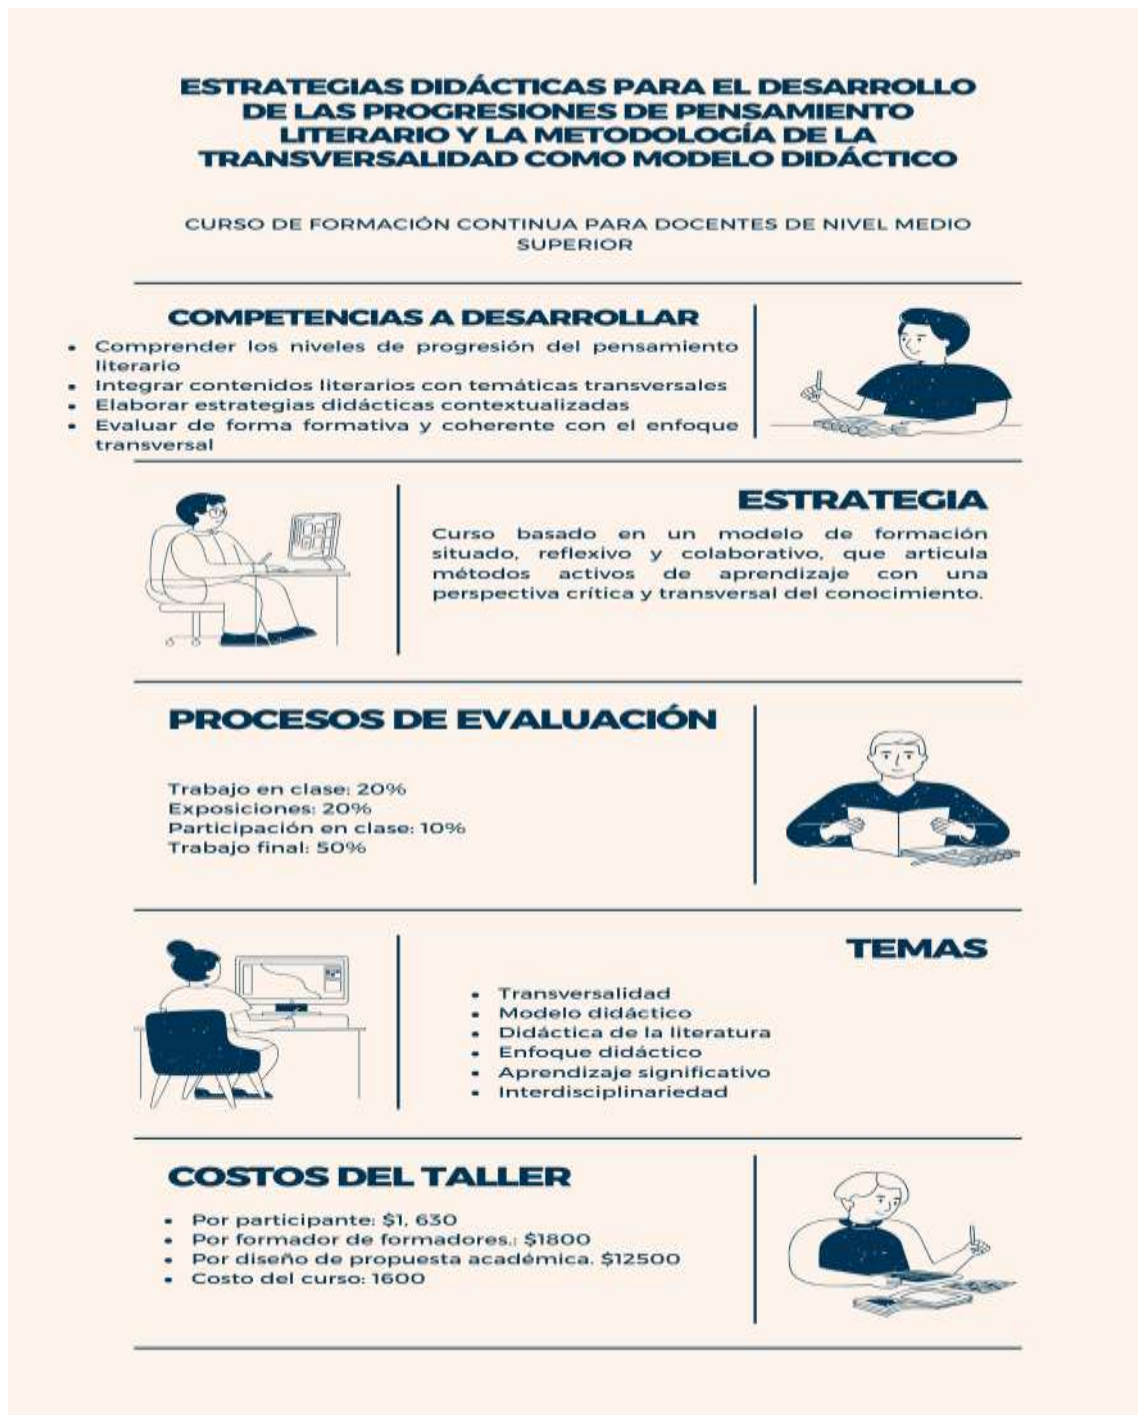 ESTRATEGIAS DIDÁCTICAS PARA EL DESARROLLO
DE LAS PROGRESIONES DE PENSAMIENTO
LITERARIO Y LA METODOLOGÍA DE LA
TRANSVERSALIDAD COMO MODELO DIDÁCTICO
CURSO DE FORMACIÓN CONTINUA PARA DOCENTES DE NIVEL MEDIO
SUPERIOR
COMPETENCIAS A DESARROLLAR
• Comprender los niveles de progresión del pensamiento
literario
• Integrar contenidos literarios con temáticas transversales
• Elaborar estrategias didácticas contextualizadas
• Evaluar de forma formativa y coherente con el enfoque
transversal
ESTRATEGIA
Curso basado en un modelo de formación
situado, reflexivo y colaborativo, que articula
métodos activos de aprendizaje con una
perspectiva crítica y transversal del conocimiento.
PROCESOS DE EVALUACIÓN
Trabajo en clase: 20%
Exposiciones: 20%
Participación en clase: 10%
Trabajo final: 50%
TEMAS
• Transversalidad
• Modelo didáctico
• Didáctica de la literatura
• Enfoque didáctico
• Aprendizaje significativo
• Interdisciplinariedad
COSTOS DEL TALLER
• Por participante: $1, 630
• Por formador de formadores.: $1800
• Por diseño de propuesta académica. $12500
• Costo del curso: 1600